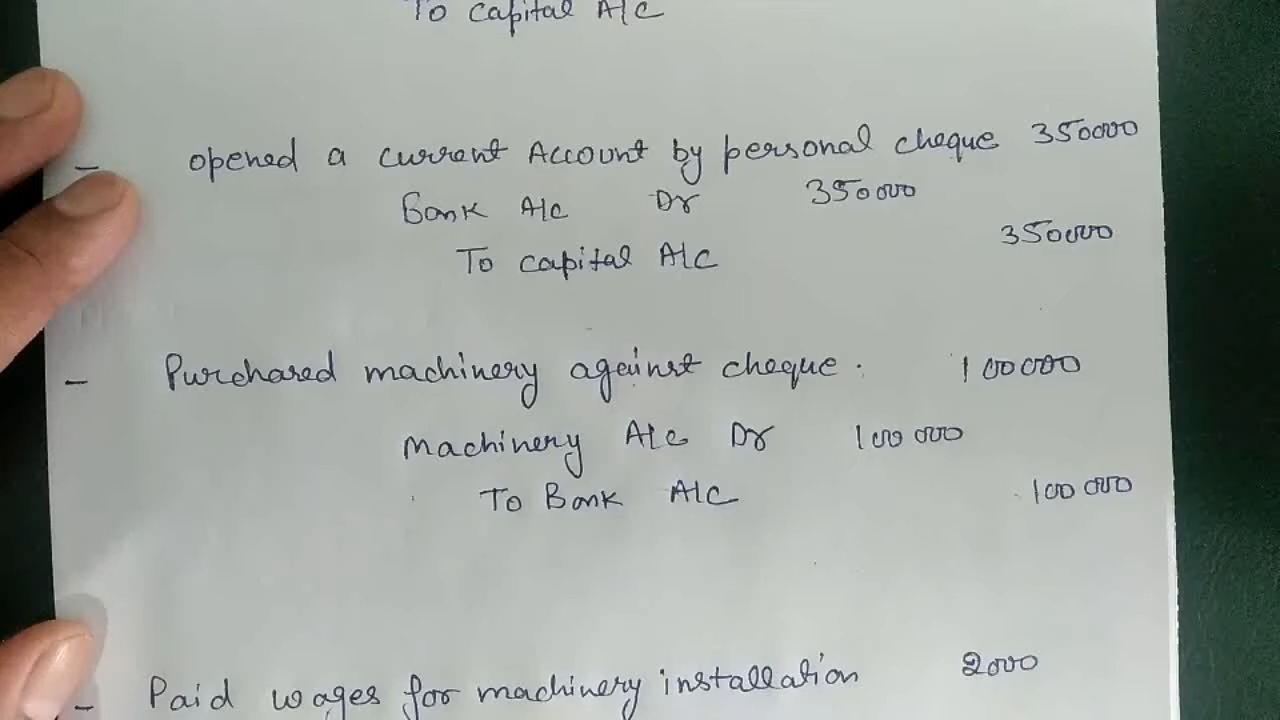 To capital A/C
- opened a current Account by personal cheque 350000
Bank A/c Dr 350000
To capital A/C 350000
- Purchased machinery against cheque. 100000
Machinery A/c Dr 100000
To Bank A/C 100000
- Paid wages for machinery installation 2000